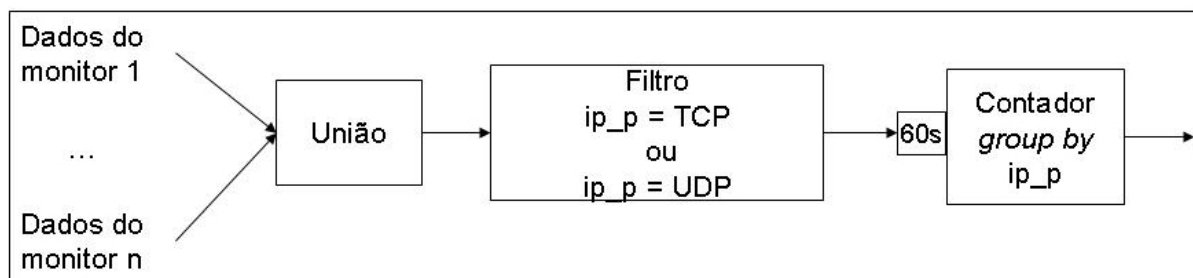 Dados do
monitor 1
...
Dados do
monitor n
União
Filtro
ip_p = TCP
ou
ip_p = UDP
60s
Contador
group by
ip_p